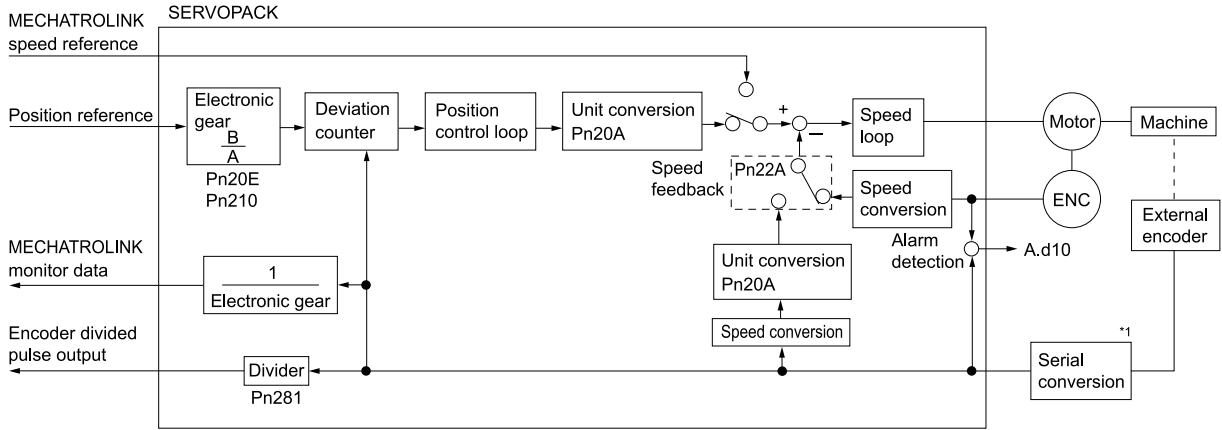 MECHATROLINK
speed reference
SERVOPACK
Position reference
Electronic
gear
B
A
Pn20E
Pn210
Deviation
counter
Position
control loop
Unit conversion
Pn20A
+
−
Speed
loop
Motor
Machine
Speed
feedback
Pn22A
Speed
conversion
ENC
External
encoder
Alarm
detection
A.d10
MECHATROLINK
monitor data
1
Electronic gear
Unit conversion
Pn20A
Speed conversion
Encoder divided
pulse output
Divider
Pn281
*1
Serial
conversion